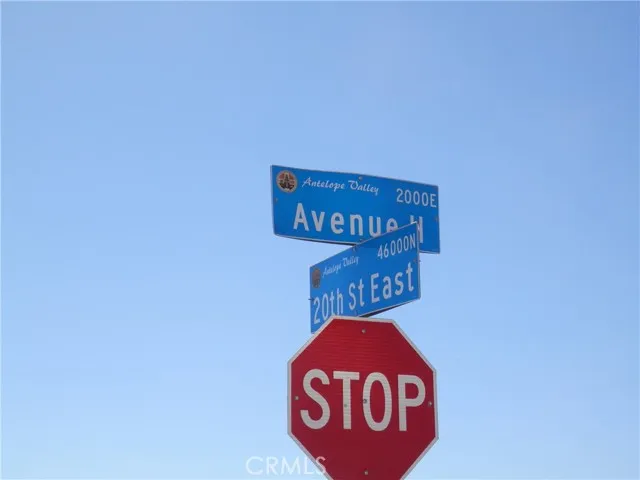 Antelope Valley
2000E
Avenue H
Antelope Valley
46000N
20th St East
STOP
CRMLS